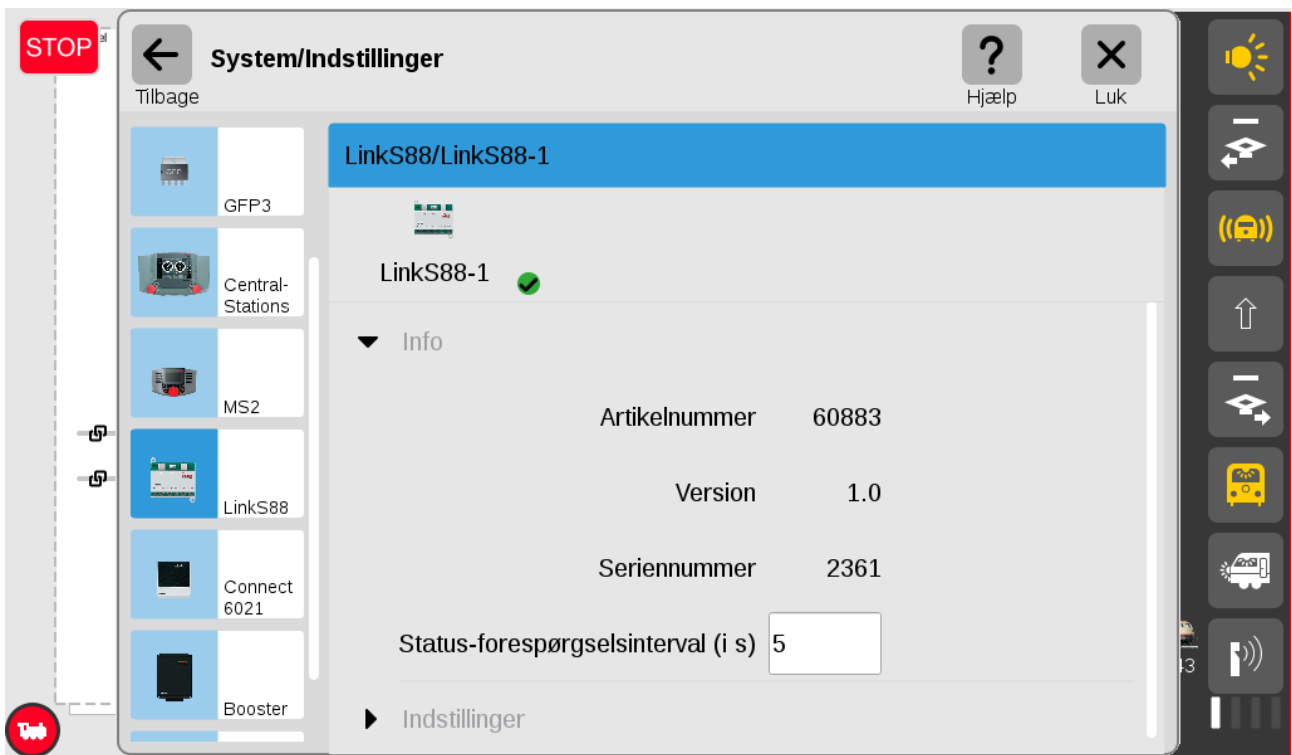 STOP
System/Indstillinger
Tilbage
Hjælp
Luk
GFP3
Central-
Stations
MS2
LinkS88
Connect
6021
Booster
LinkS88/LinkS88-1
LinkS88-1
Info
Artikelnummer 60883
Version 1.0
Seriennummer 2361
Status-forespørgselsinterval (i s) 5
Indstillinger